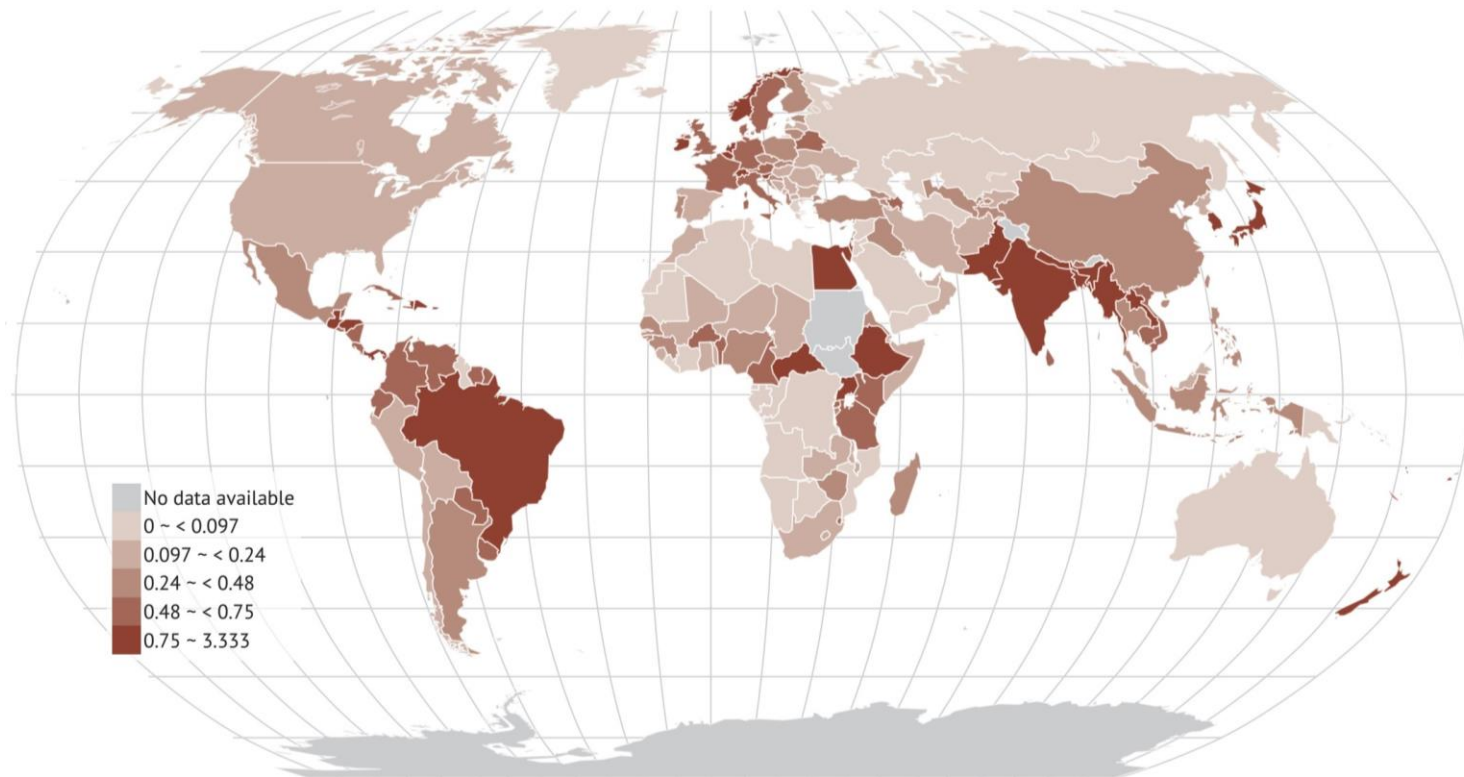 No data available
0 ~ < 0.097
0.097 ~ < 0.24
0.24 ~ < 0.48
0.48 ~ < 0.75
0.75 ~ 3.333